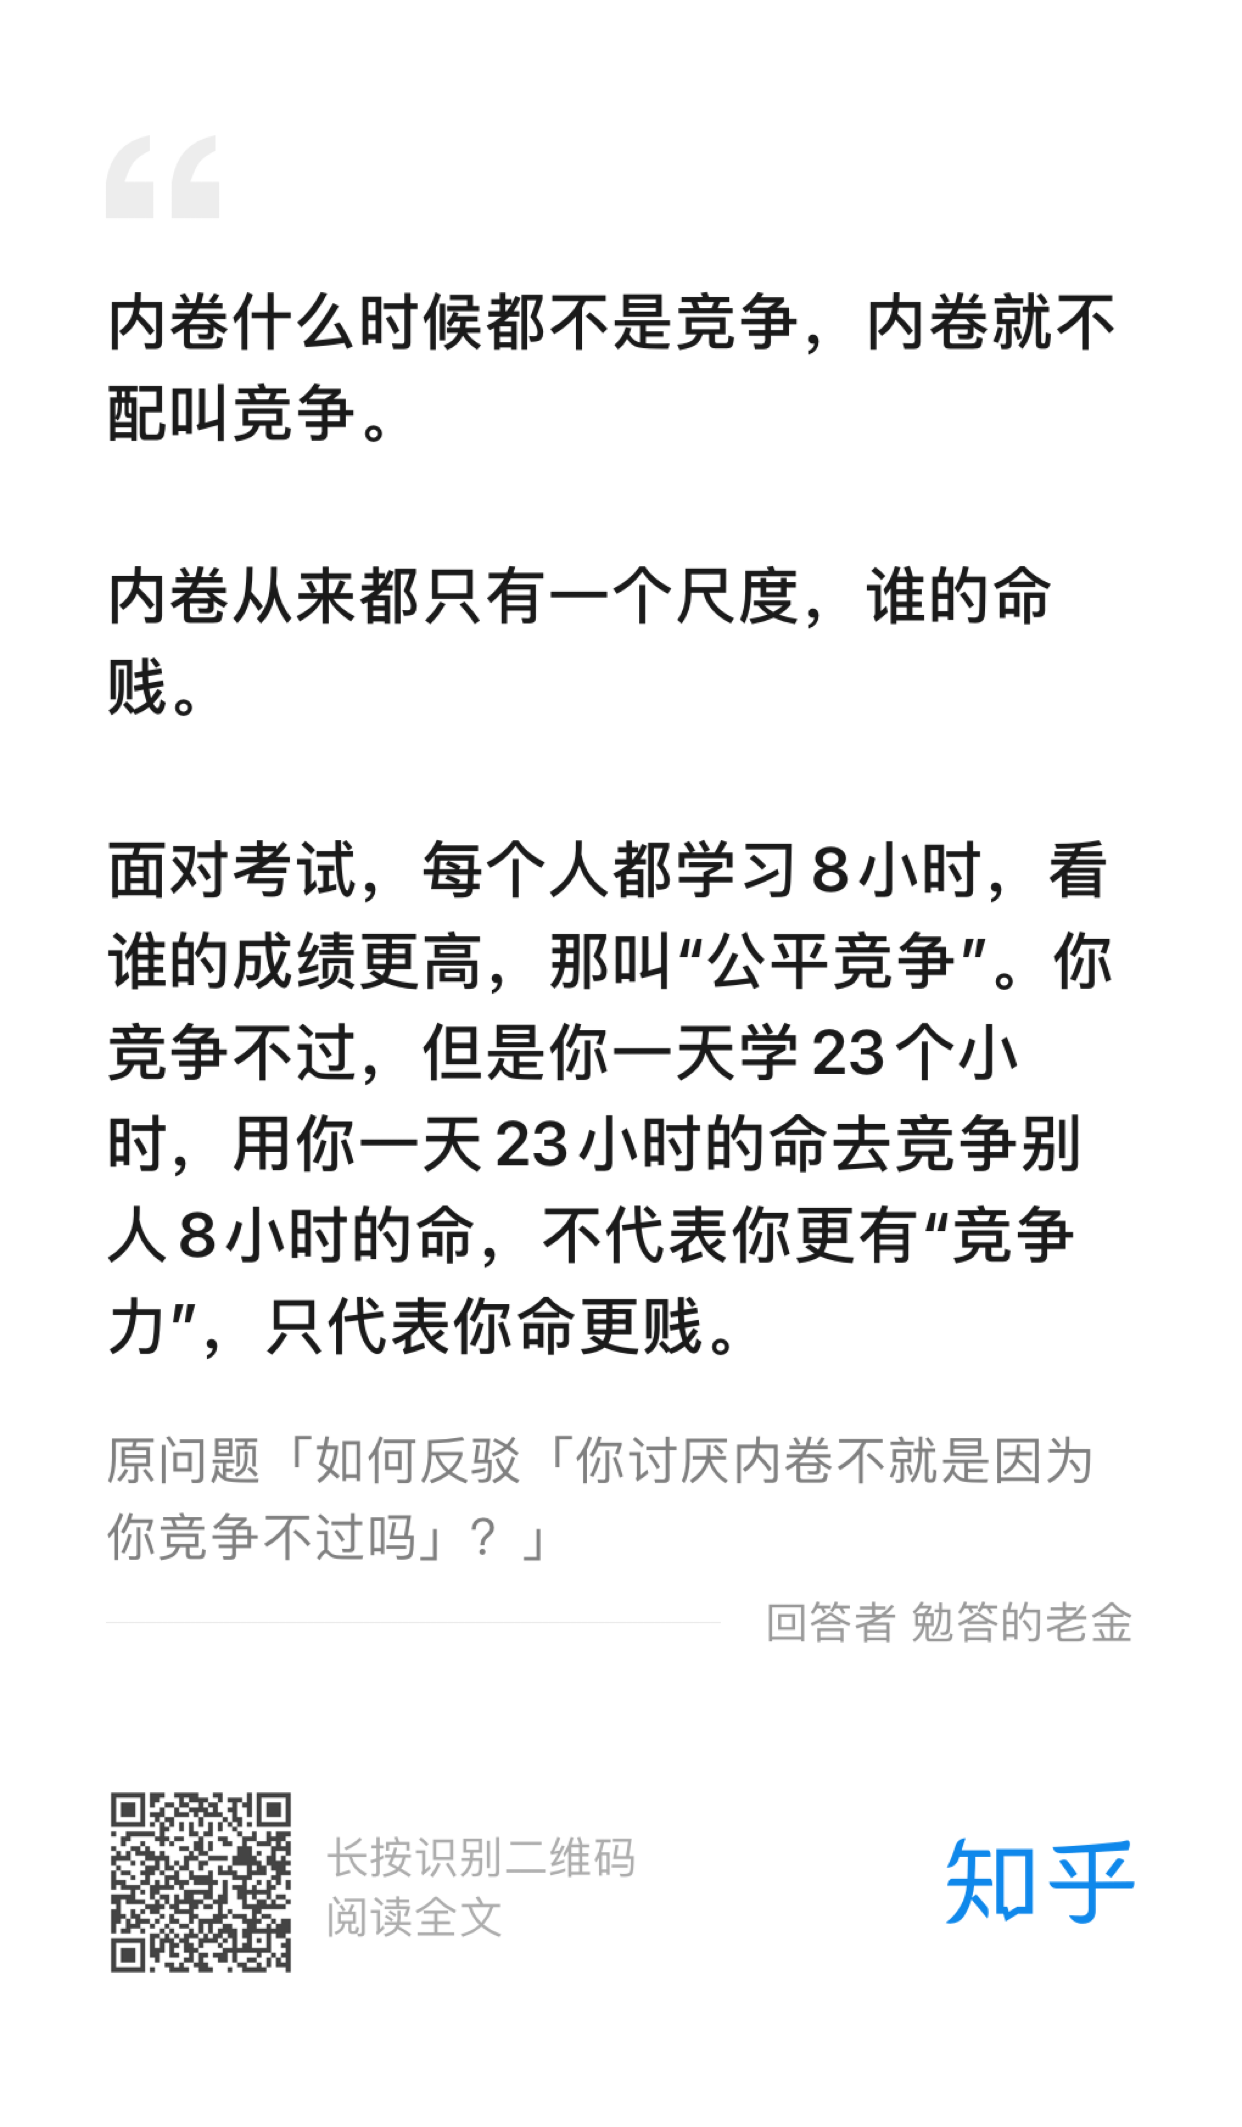 内卷什么时候都不是竞争，内卷就不
配叫竞争。
内卷从来都只有一个尺度，谁的命
贱。
面对考试，每个人都学习8小时，看
谁的成绩更高，那叫“公平竞争”。你
竞争不过，但是你一天学23个小
时，用你一天23小时的命去竞争别
人8小时的命，不代表你更有“竞争
力”，只代表你命更贱。
原问题「如何反驳「你讨厌内卷不就是因为
你竞争不过吗」？」
回答者 勉答的老金
长按识别二维码
阅读全文
知乎